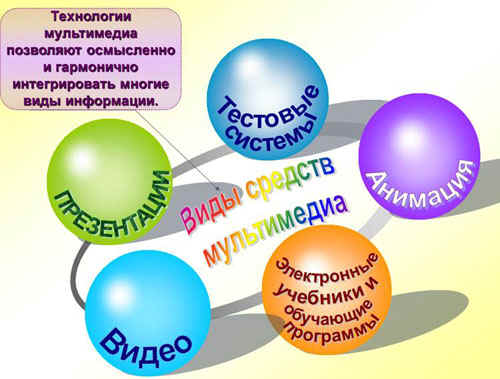 Технологии
мультимедиа
позволяют осмысленно
и гармонично
интегрировать многие
виды информации.
Тестовые
системы
Анимация
ПРЕЗЕНТАЦИИ
Виды средств
мультимедиа
Электронные
учебники и
обучающие
программы
Видео